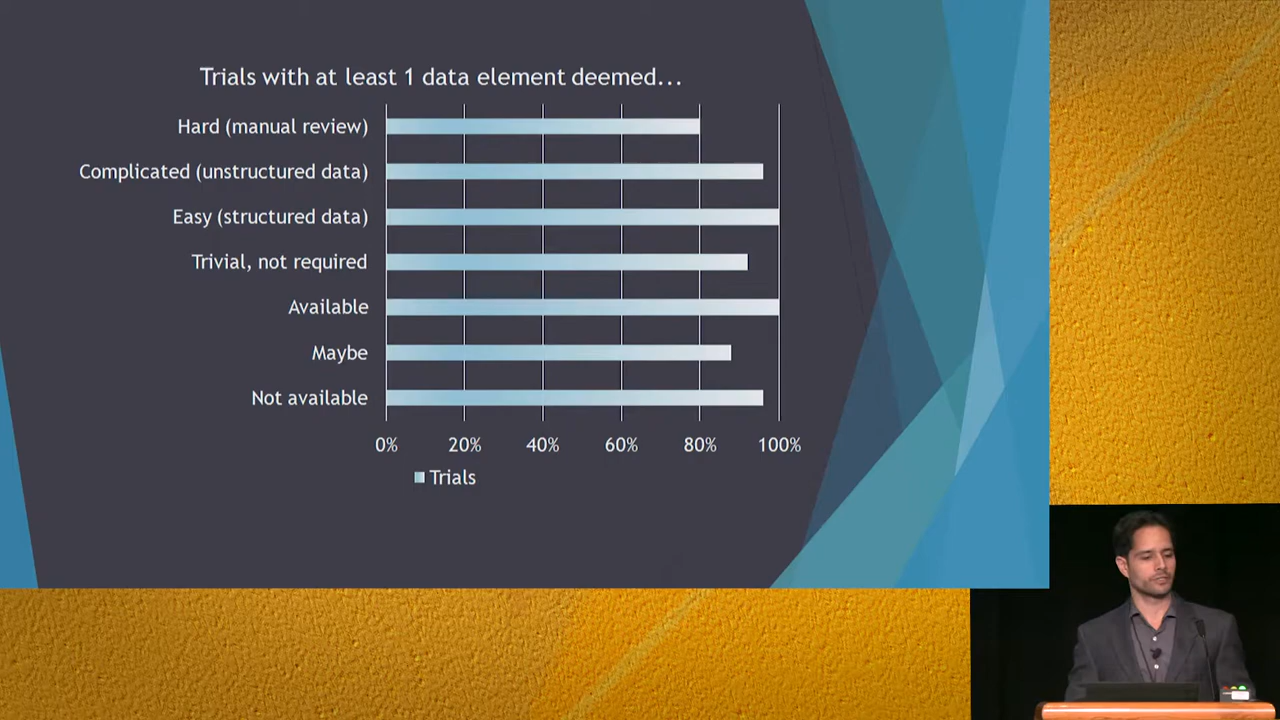 Trials with at least 1 data element deemed...
Hard (manual review)
Complicated (unstructured data)
Easy (structured data)
Trivial, not required
Available
Maybe
Not available
0% 20% 40% 60% 80% 100%
Trials